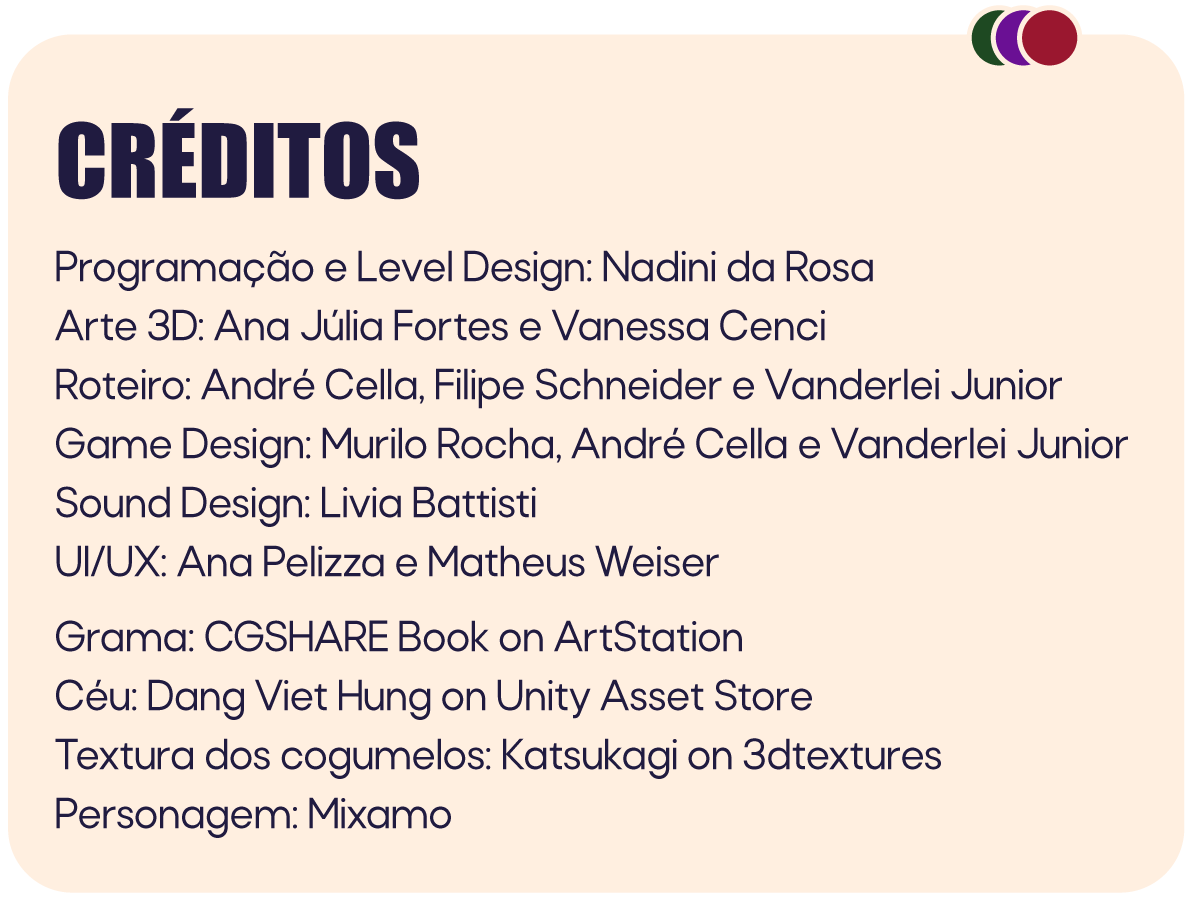 CRÉDITOS
Programação e Level Design: Nadini da Rosa
Arte 3D: Ana Júlia Fortes e Vanessa Cenci
Roteiro: André Cella, Filipe Schneider e Vanderlei Junior
Game Design: Murilo Rocha, André Cella e Vanderlei Junior
Sound Design: Livia Battisti
UI/UX: Ana Pelizza e Matheus Weiser
Grama: CGSHARE Book on ArtStation
Céu: Dang Viet Hung on Unity Asset Store
Textura dos cogumelos: Katsukagi on 3dtextures
Personagem: Mixamo